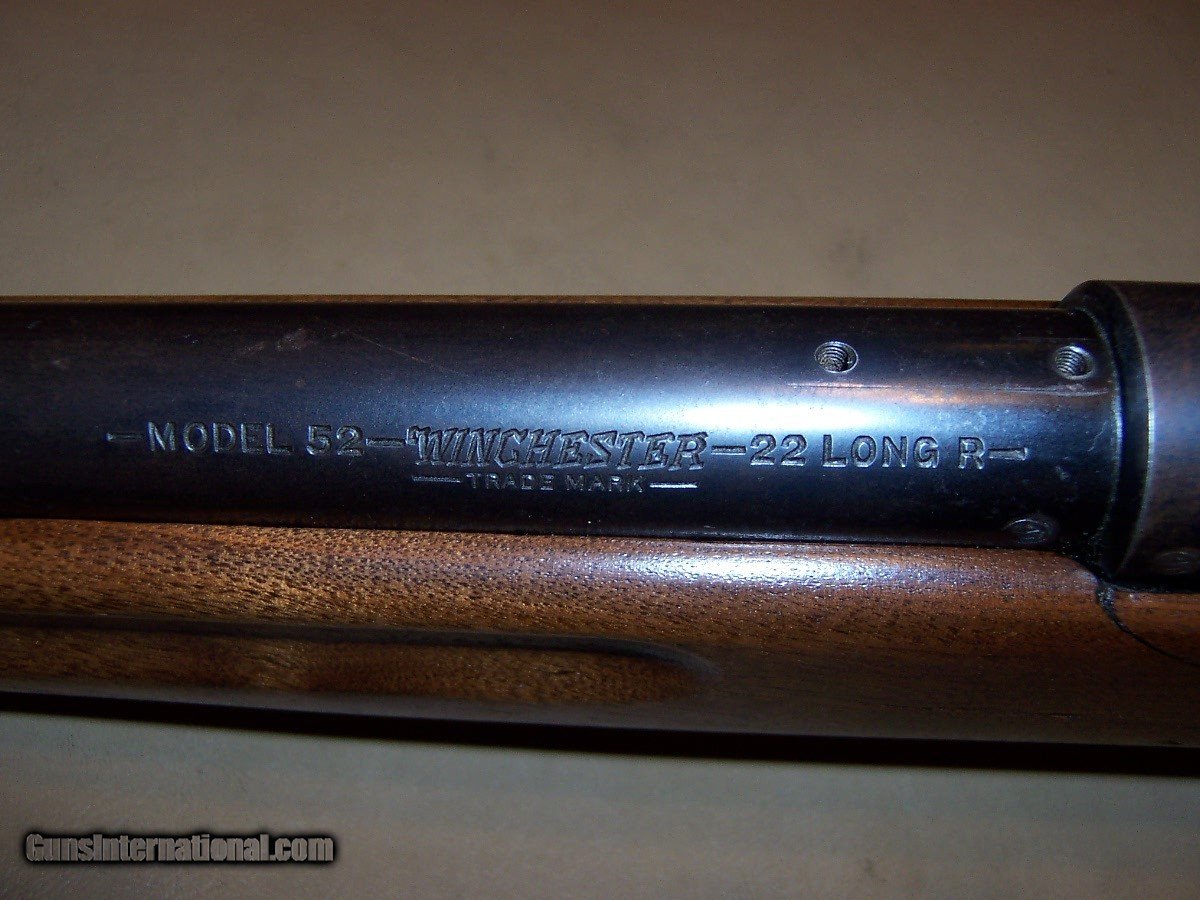 —MODEL 52—WINCHESTER—22 LONG R—
—TRADE MARK—
GunsInternational.com